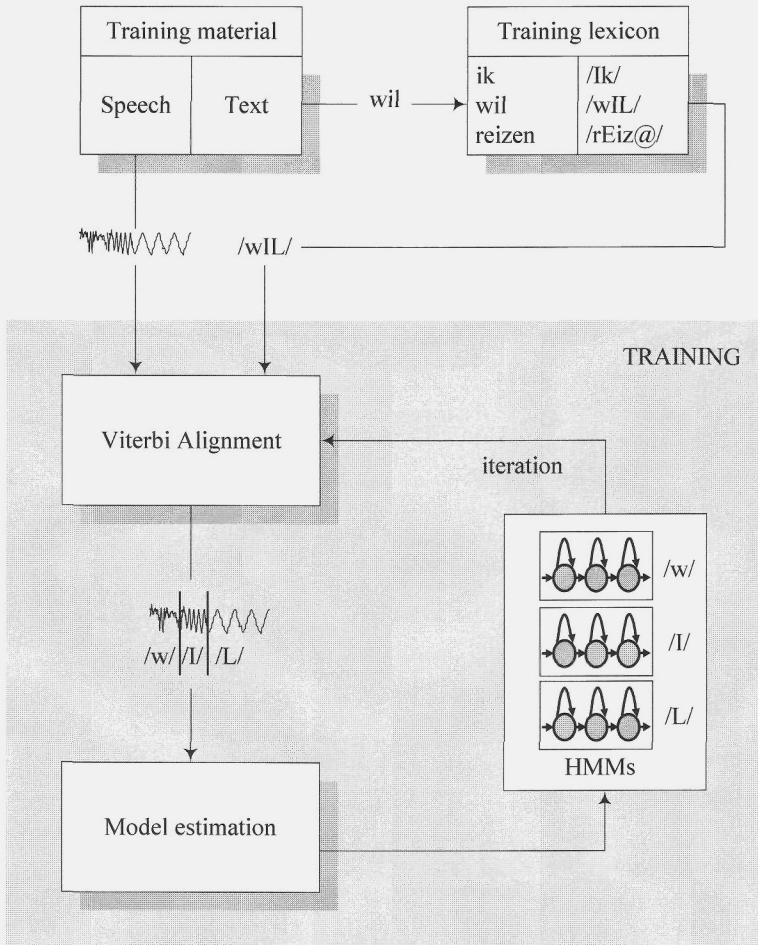 Training material
Training lexicon
Speech
Text
wil
ik
wil
reizen
/Ik/
/wIL/
/rEiz@/
/wIL/
TRAINING
Viterbi Alignment
iteration
/w/
/I/
/L/
HMMs
/w/ /I/ /L/
Model estimation